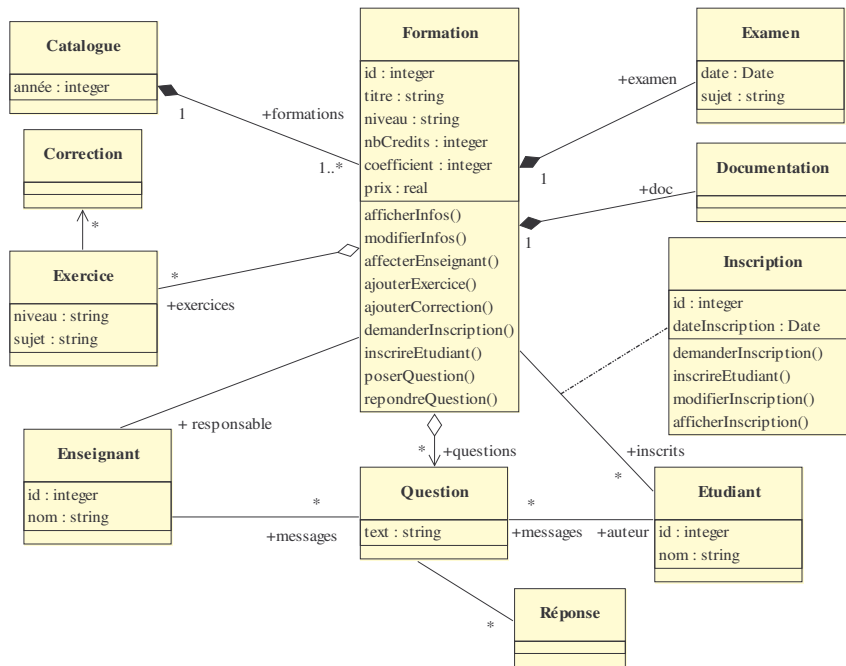 Catalogue
année : integer
1
+formations
1..*
Formation
id : integer
titre : string
niveau : string
nbCredits : integer
coefficient : integer
prix : real
afficherInfos()
modifierInfos()
affecterEnseignant()
ajouterExercice()
ajouterCorrection()
demanderInscription()
inscrireEtudiant()
poserQuestion()
repondreQuestion()
Examen
date : Date
sujet : string
+examen
1
Documentation
+doc
1
Correction
*
Exercice
niveau : string
sujet : string
*
+exercices
Inscription
id : integer
dateInscription : Date
demanderInscription()
inscrireEtudiant()
modifierInscription()
afficherInscription()
+ responsable
* +questions
+inscrits
*
Enseignant
id : integer
nom : string
*
+messages
Question
text : string
*
+messages
+auteur
Etudiant
id : integer
nom : string
*
Réponse